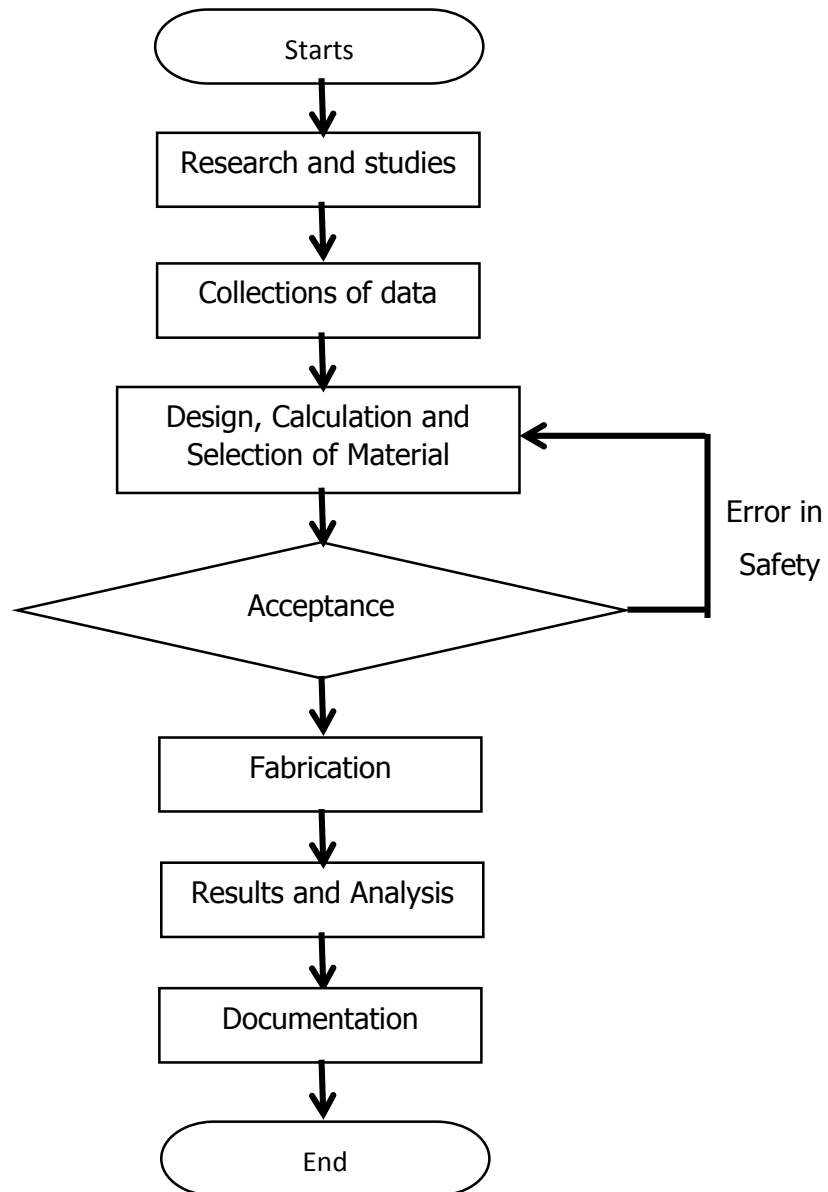 Starts
Research and studies
Collections of data
Design, Calculation and
Selection of Material
Error in
Safety
Acceptance
Fabrication
Results and Analysis
Documentation
End